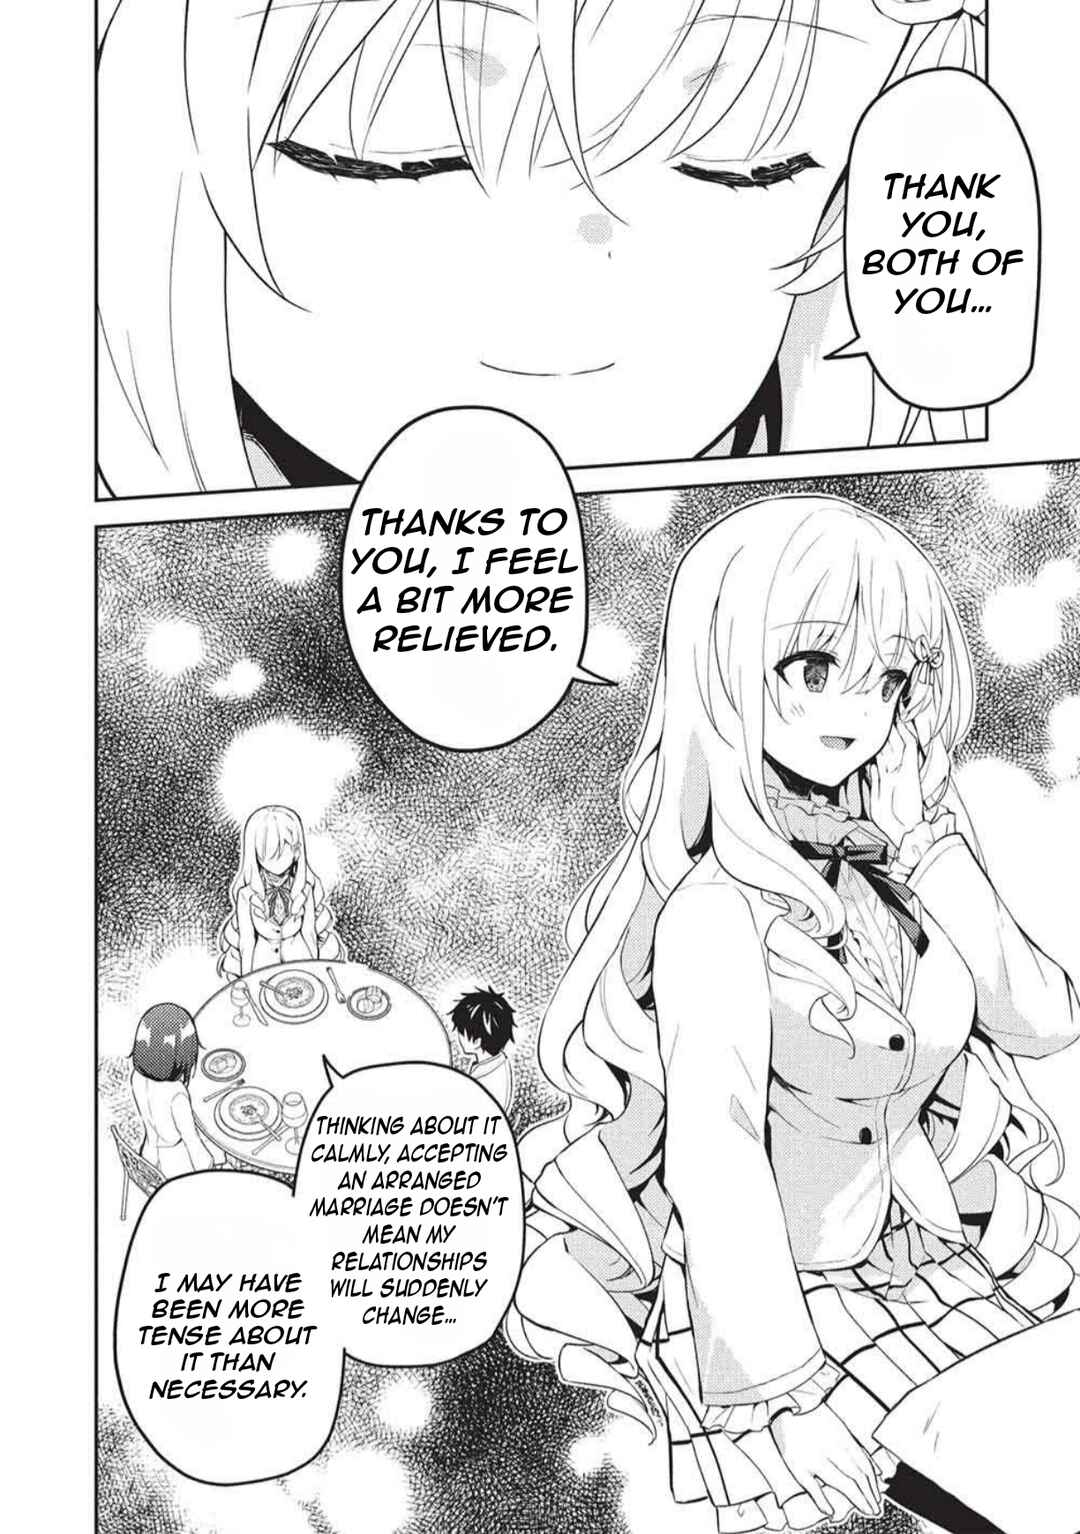 THANK
YOU,
BOTH OF
YOU...
THANKS TO
YOU, I FEEL
A BIT MORE
RELIEVED.
THINKING ABOUT IT
CALMLY, ACCEPTING
AN ARRANGED
MARRIAGE DOESN'T
MEAN MY
RELATIONSHIPS
WILL SUDDENLY
CHANGE...
I MAY HAVE
BEEN MORE
TENSE ABOUT
IT THAN
NECESSARY.